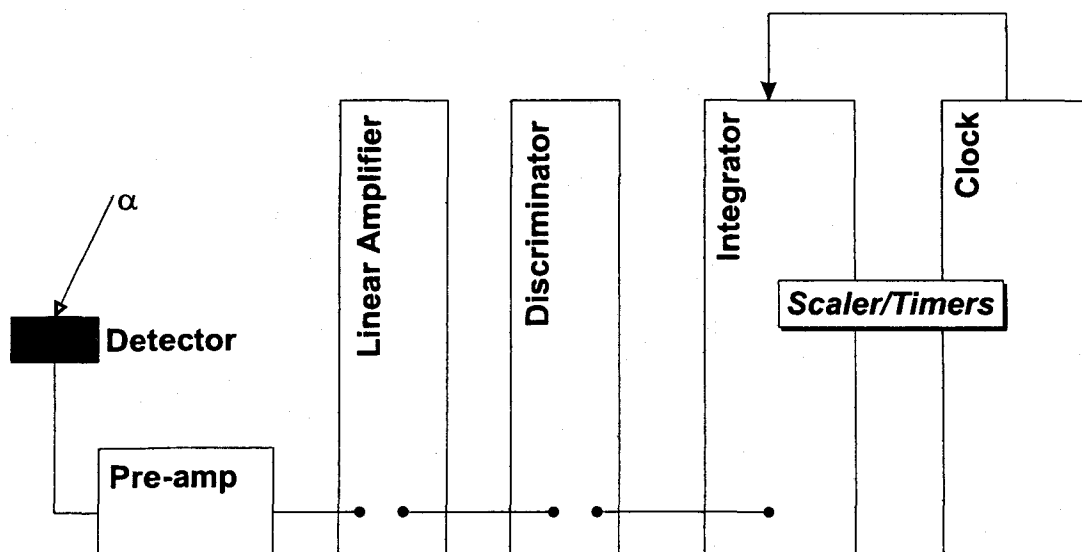 α
Detector
Pre-amp
Linear Amplifier
Discriminator
Integrator
Clock
Scaler/Timers